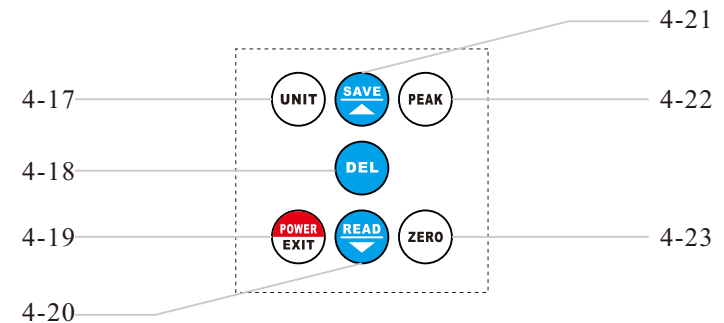 4-21
4-17 UNIT SAVE PEAK 4-22
4-18 DEL
4-19 POWER EXIT READ ZERO 4-23
4-20